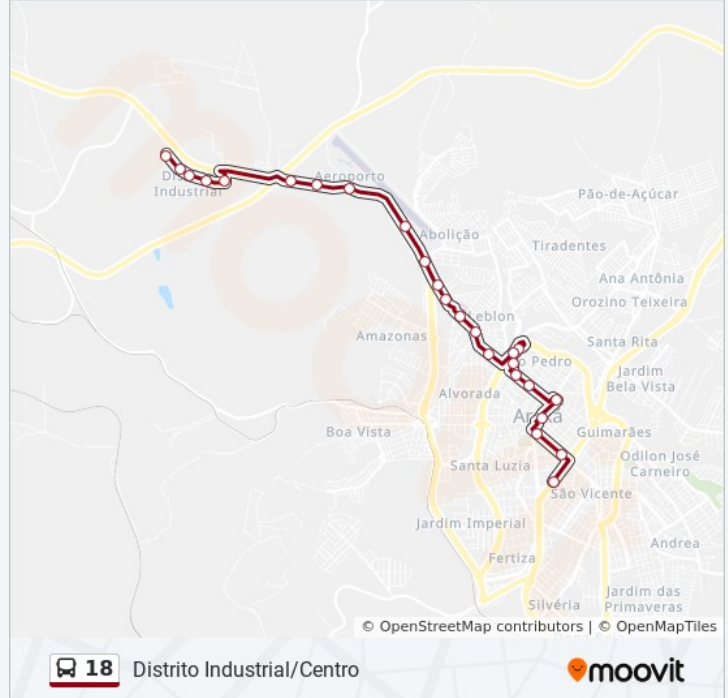 Aeroporto
Distrito
Industrial
Pão-de-Açúcar
Abolição
Tiradentes
Ana Antônia
Orozino Teixeira
Leblon
Amazonas
Santa Rita
Pedro
Jardim
Bela Vista
Alvorada
Araxá
Boa Vista
Guimarães
Odilon José
Carneiro
Santa Luzia
São Vicente
Jardim Imperial
Andrea
Fertiza
Jardim das
Primaveras
Silvéria
© OpenStreetMap contributors | © OpenMapTiles
18 Distrito Industrial/Centro
moovit